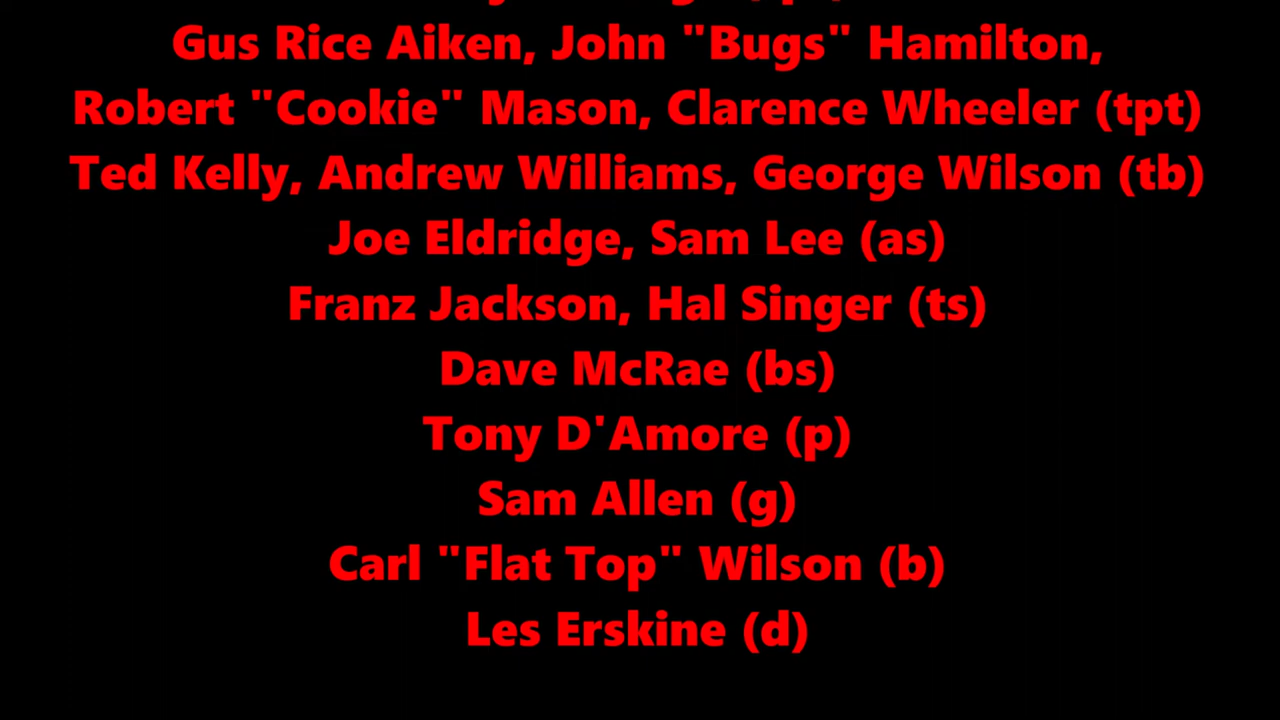 Gus Rice Aiken, John "Bugs" Hamilton,
Robert "Cookie" Mason, Clarence Wheeler (tpt)
Ted Kelly, Andrew Williams, George Wilson (tb)
Joe Eldridge, Sam Lee (as)
Franz Jackson, Hal Singer (ts)
Dave McRae (bs)
Tony D'Amore (p)
Sam Allen (g)
Carl "Flat Top" Wilson (b)
Les Erskine (d)